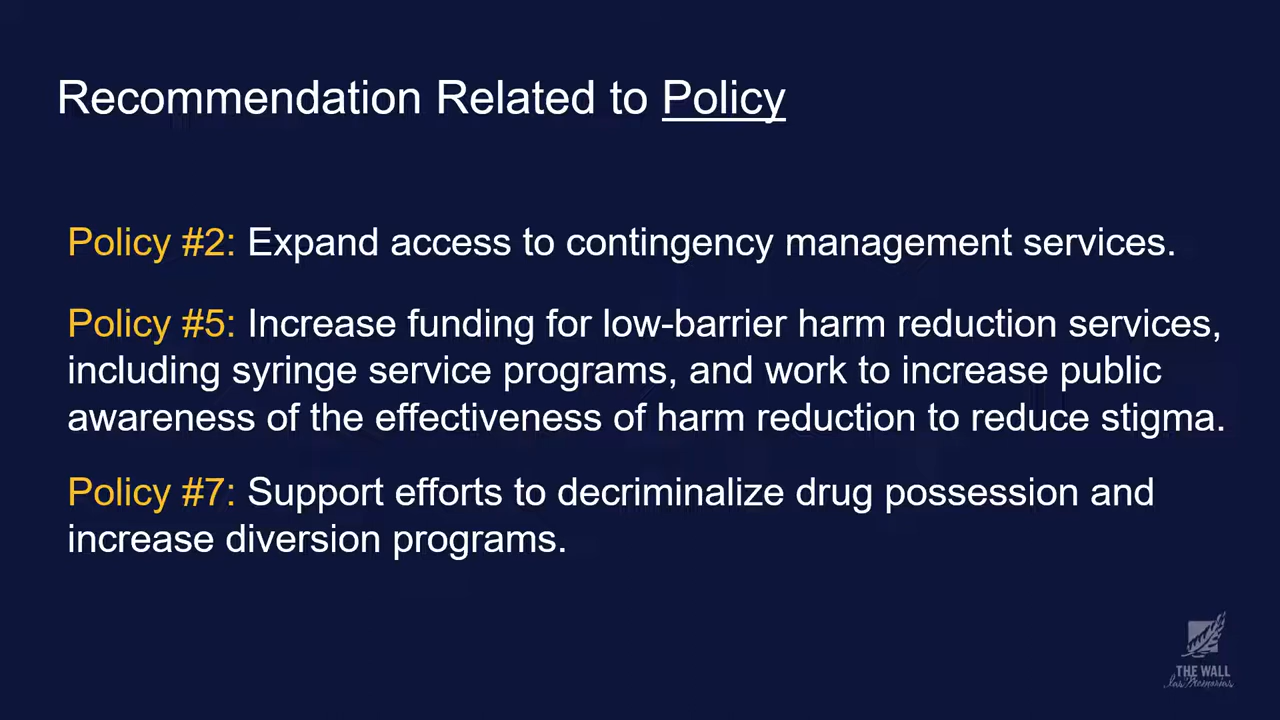 Recommendation Related to Policy
Policy #2: Expand access to contingency management services.
Policy #5: Increase funding for low-barrier harm reduction services,
including syringe service programs, and work to increase public
awareness of the effectiveness of harm reduction to reduce stigma.
Policy #7: Support efforts to decriminalize drug possession and
increase diversion programs.
THE WALL
Las Memorias